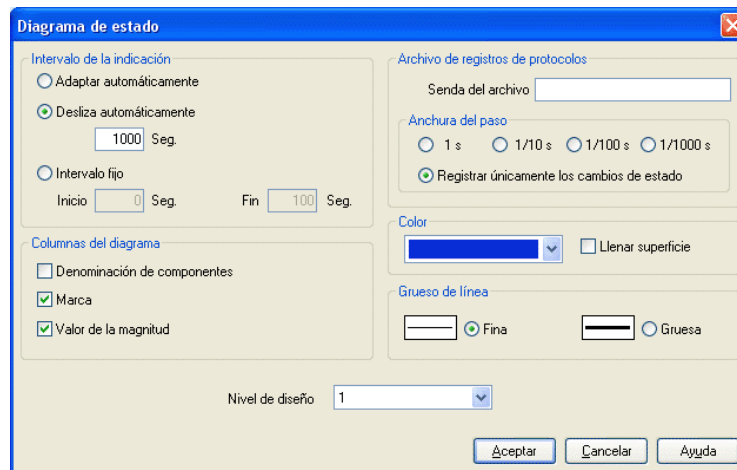 Diagrama de estado
Intervalo de la indicación
Adaptar automáticamente
Desliza automáticamente
1000 Seg.
Intervalo fijo
Inicio 0 Seg. Fin 100 Seg.
Columnas del diagrama
Denominación de componentes
Marca
Valor de la magnitud
Archivo de registros de protocolos
Senda del archivo
Anchura del paso
1 s 1/10 s 1/100 s 1/1000 s
Registrar únicamente los cambios de estado
Color
Llenar superficie
Grueso de línea
Fina Gruesa
Nivel de diseño 1
Aceptar Cancelar Ayuda